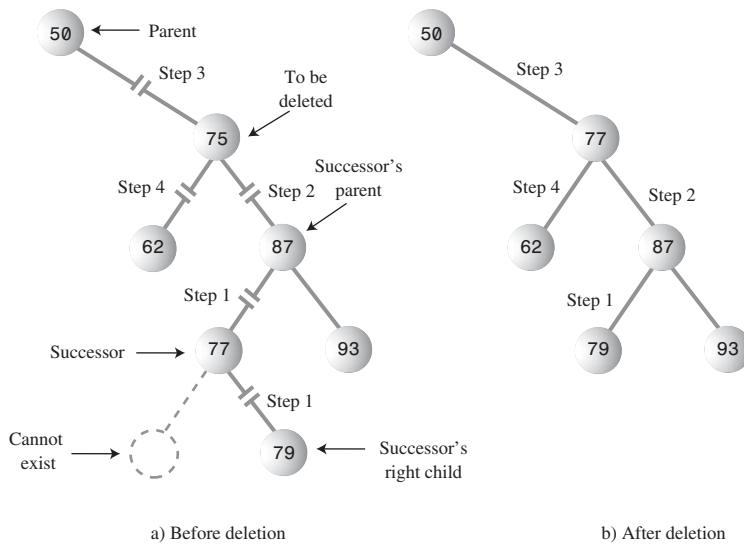 50
Parent
Step 3
To be
deleted
75
Step 4
Step 2
Successor's
parent
62
87
Step 1
Successor
77
93
Step 1
Cannot
exist
79
Successor's
right child
a) Before deletion
50
Step 3
77
Step 4
Step 2
62
87
Step 1
79
93
b) After deletion